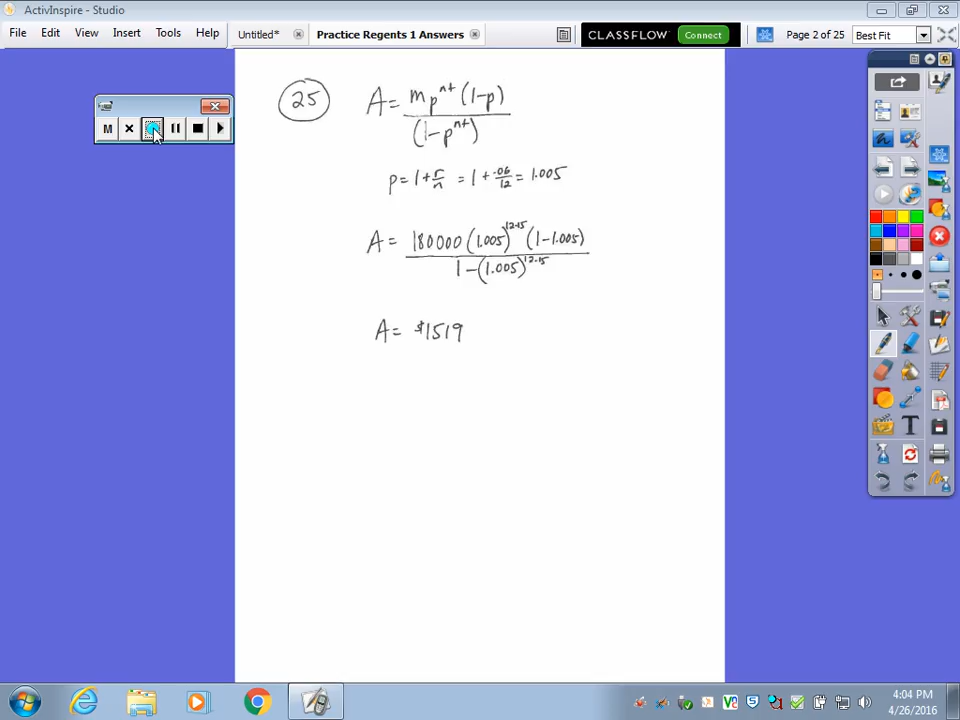 ActivInspire - Studio
File Edit View Insert Tools Help
Untitled* Practice Regents 1 Answers
CLASSFLOW Connect
Page 2 of 25
Best Fit
M
25
A = mp^nt (1-p)
(1-p^nt)
p = 1 + r/n = 1 + .06/12 = 1.005
A = 180000 (1.005)^12·15 (1-1.005)
1-(1.005)^12·15
A = $1519
T
4:04 PM
4/26/2016